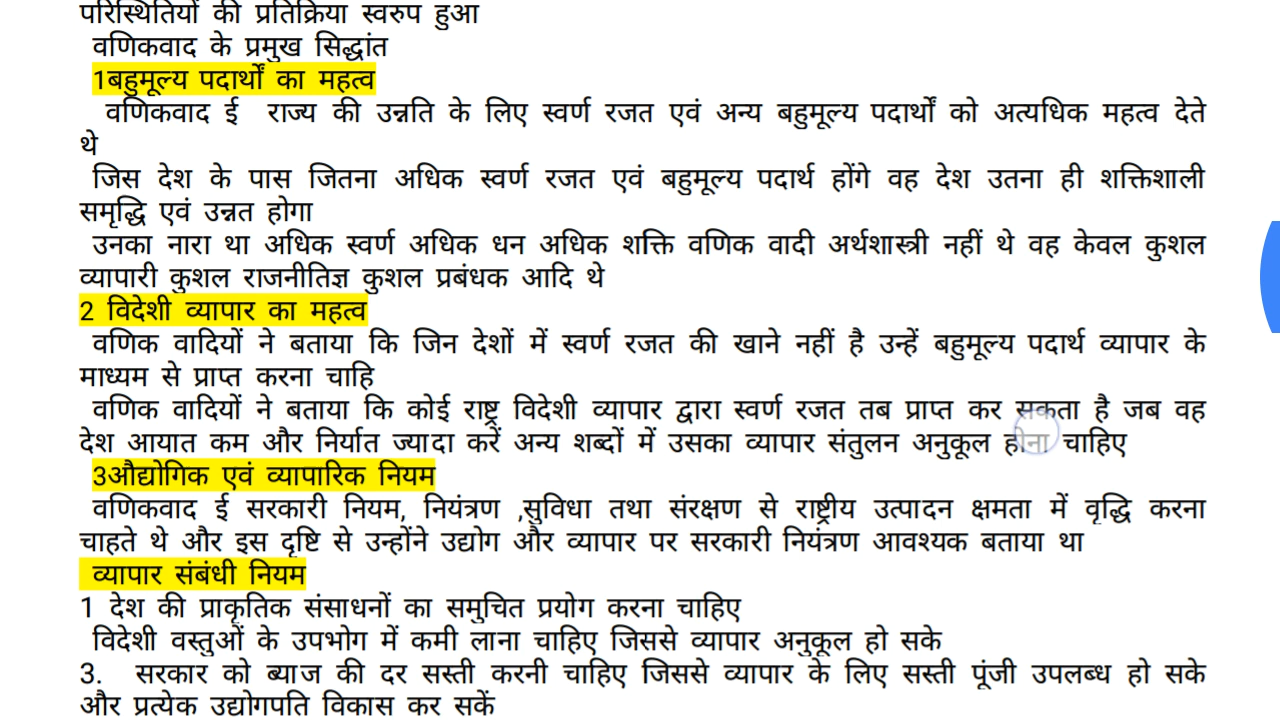 परिस्थितियों की प्रतिक्रिया स्वरुप हुआ
वणिकवाद के प्रमुख सिद्धांत
1बहुमूल्य पदार्थों का महत्व
वणिकवाद ई राज्य की उन्नति के लिए स्वर्ण रजत एवं अन्य बहुमूल्य पदार्थों को अत्यधिक महत्व देते
थे
जिस देश के पास जितना अधिक स्वर्ण रजत एवं बहुमूल्य पदार्थ होंगे वह देश उतना ही शक्तिशाली
समृद्धि एवं उन्नत होगा
उनका नारा था अधिक स्वर्ण अधिक धन अधिक शक्ति वणिक वादी अर्थशास्त्री नहीं थे वह केवल कुशल
व्यापारी कुशल राजनीतिज्ञ कुशल प्रबंधक आदि थे
2 विदेशी व्यापार का महत्व
वणिक वादियों ने बताया कि जिन देशों में स्वर्ण रजत की खाने नहीं है उन्हें बहुमूल्य पदार्थ व्यापार के
माध्यम से प्राप्त करना चाहि
वणिक वादियों ने बताया कि कोई राष्ट्र विदेशी व्यापार द्वारा स्वर्ण रजत तब प्राप्त कर सकता है जब वह
देश आयात कम और निर्यात ज्यादा करें अन्य शब्दों में उसका व्यापार संतुलन अनुकूल होना चाहिए
3औद्योगिक एवं व्यापारिक नियम
वणिकवाद ई सरकारी नियम, नियंत्रण ,सुविधा तथा संरक्षण से राष्ट्रीय उत्पादन क्षमता में वृद्धि करना
चाहते थे और इस दृष्टि से उन्होंने उद्योग और व्यापार पर सरकारी नियंत्रण आवश्यक बताया था
व्यापार संबंधी नियम
1 देश की प्राकृतिक संसाधनों का समुचित प्रयोग करना चाहिए
विदेशी वस्तुओं के उपभोग में कमी लाना चाहिए जिससे व्यापार अनुकूल हो सके
3. सरकार को ब्याज की दर सस्ती करनी चाहिए जिससे व्यापार के लिए सस्ती पूंजी उपलब्ध हो सके
और प्रत्येक उद्योगपति विकास कर सकें